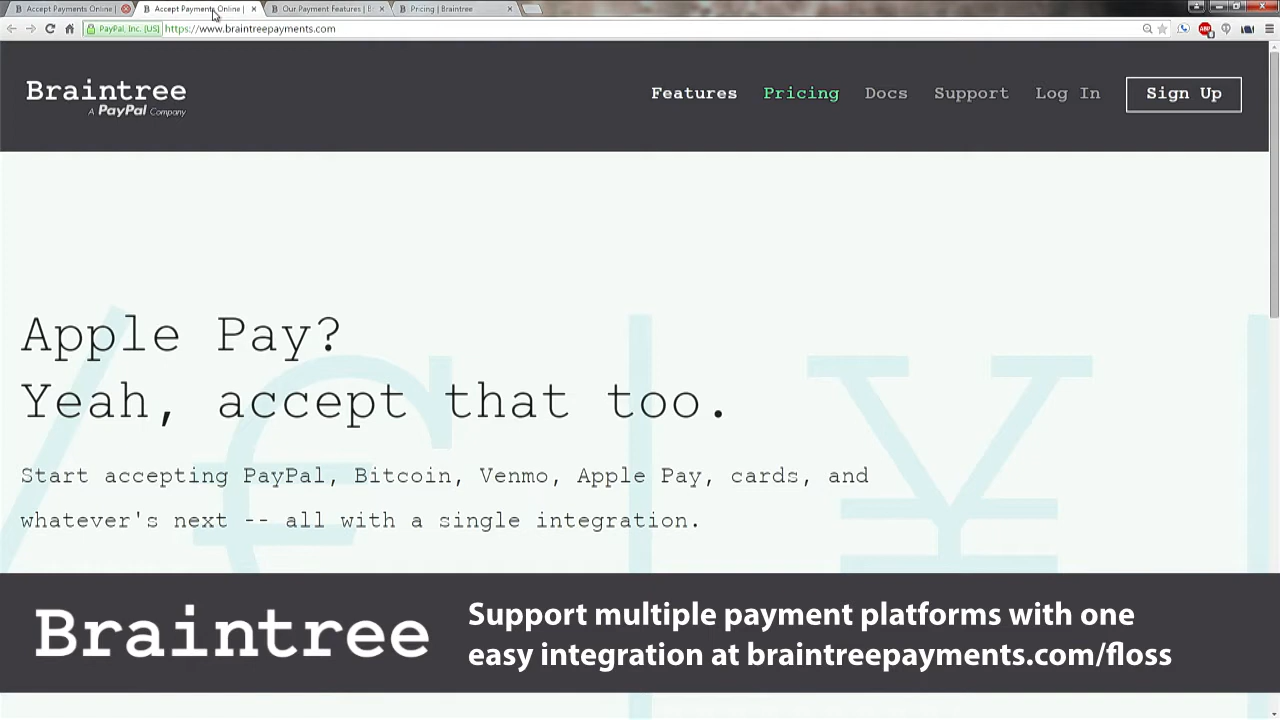 Accept Payments Online |
Accept Payments Online |
Our Payment Features | B
Pricing | Braintree
PayPal, Inc. [US]
https://www.braintreepayments.com
ABP
Braintree
A PayPal Company
Features
Pricing
Docs
Support
Log In
Sign Up
Apple Pay?
Yeah, accept that too.
Start accepting PayPal, Bitcoin, Venmo, Apple Pay, cards, and
whatever's next -- all with a single integration.
Braintree
Support multiple payment platforms with one
easy integration at braintreepayments.com/floss